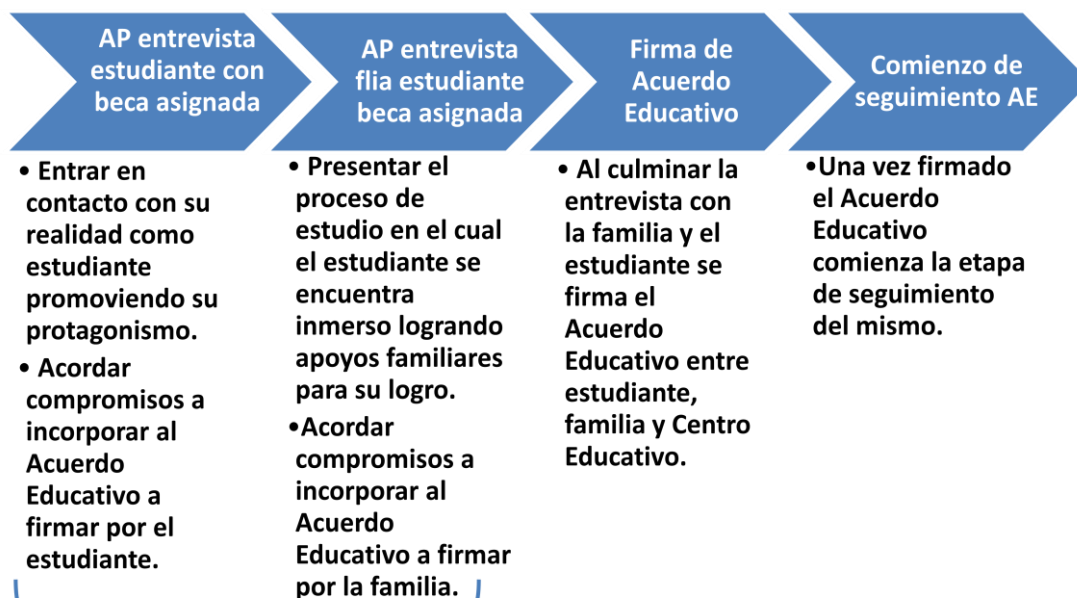 AP entrevista
estudiante con
beca asignada
• Entrar en
contacto con su
realidad como
estudiante
promoviendo su
protagonismo.
• Acordar
compromisos a
incorporar al
Acuerdo
Educativo a
firmar por el
estudiante.
AP entrevista
flia estudiante
beca asignada
• Presentar el
proceso de
estudio en el cual
el estudiante se
encuentra
inmerso logrando
apoyos familiares
para su logro.
•Acordar
compromisos a
incorporar al
Acuerdo
Educativo a firmar
por la familia.
Firma de
Acuerdo
Educativo
• Al culminar la
entrevista con
la familia y el
estudiante se
firma el
Acuerdo
Educativo entre
estudiante,
familia y Centro
Educativo.
Comienzo de
seguimiento AE
•Una vez firmado
el Acuerdo
Educativo
comienza la etapa
de seguimiento
del mismo.